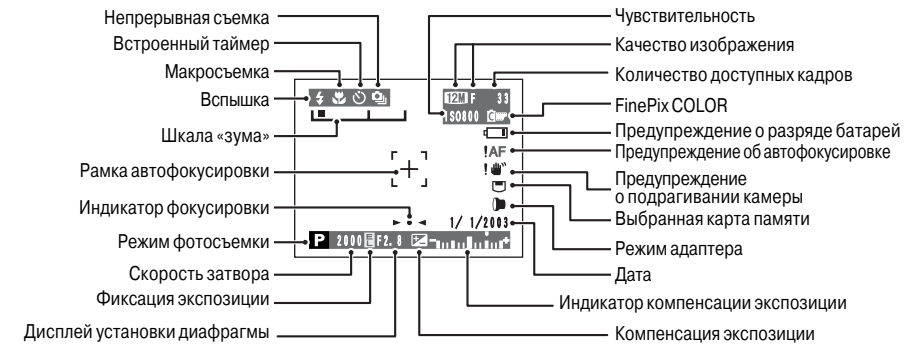 Непрерывная съемка
Встроенный таймер
Макросъемка
Вспышка
Шкала «зума»
Рамка автофокусировки
Индикатор фокусировки
Режим фотосъемки
Скорость затвора
Фиксация экспозиции
Дисплей установки диафрагмы
12M F 33
ISO800
!AF
!
1/ 1/2003
P 2000 F2. 8
Чувствительность
Качество изображения
Количество доступных кадров
FinePix COLOR
Предупреждение о разряде батарей
Предупреждение об автофокусировке
Предупреждение
о подрагивании камеры
Выбранная карта памяти
Режим адаптера
Дата
Индикатор компенсации экспозиции
Компенсация экспозиции